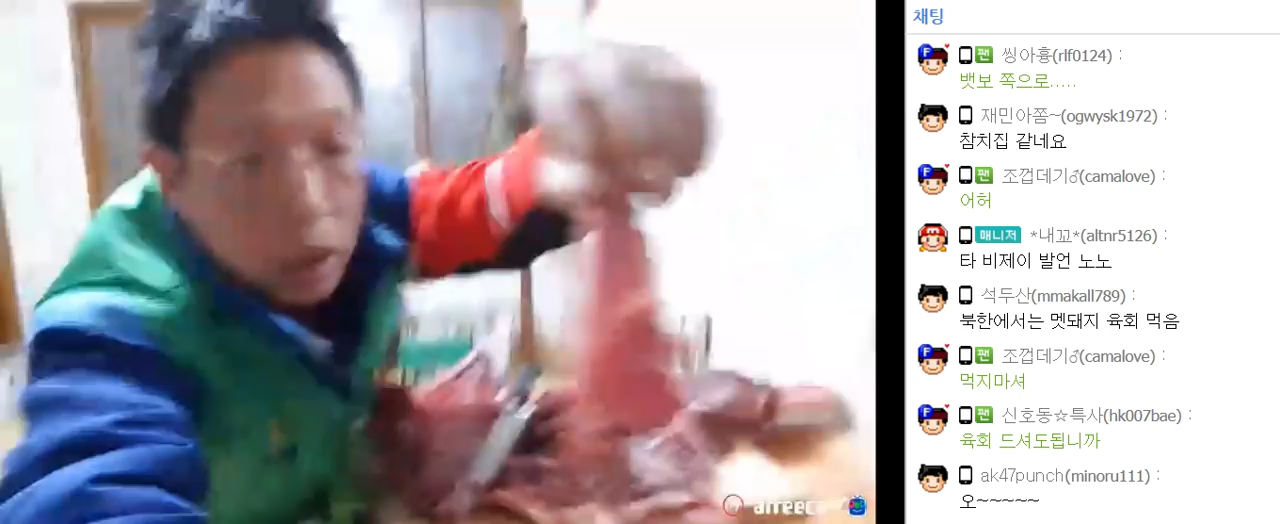 채팅
팬 씽아흉(rlf0124) :
뱃보 쪽으로.....
재민아쫌~(ogwysk1972) :
참치집 같네요
팬 조껍데기♂(camalove) :
어허
매니저 *내꼬*(altnr5126) :
타 비제이 발언 노노
석두산(mmakall789) :
북한에서는 멧돼지 육회 먹음
팬 조껍데기♂(camalove) :
먹지마셔
팬 신호동☆특사(hk007bae) :
육회 드셔도됩니까
ak47punch(minoru111) :
오~~~~~